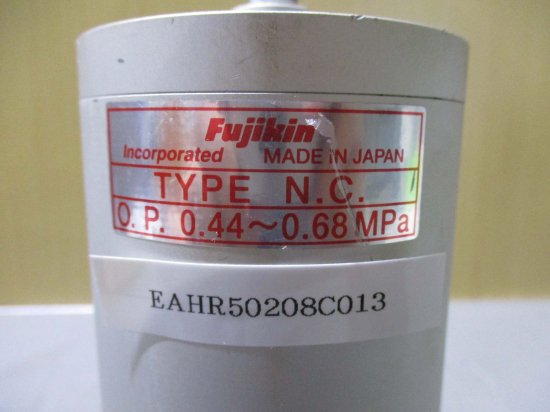 Fujikin
Incorporated MADE IN JAPAN
TYPE N.C.
O.P. 0.44~0.68 MPa
EAHR50208C013